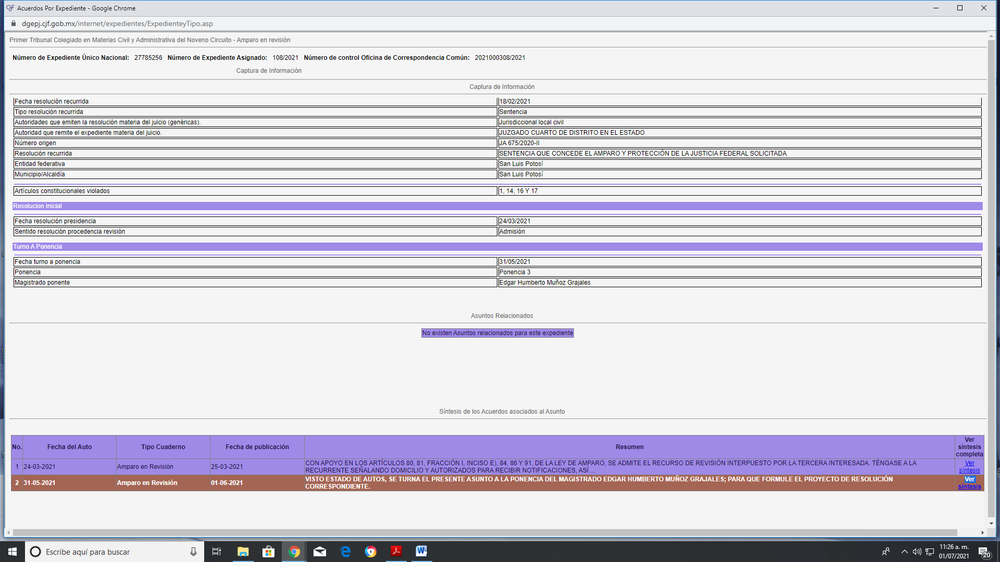 Acuerdos Por Expediente - Google Chrome
dgepj.cjf.gob.mx/internet/expedientes/ExpedienteyTipo.asp
Primer Tribunal Colegiado en Materias Civil y Administrativa del Noveno Circuito - Amparo en revisión
Número de Expediente Único Nacional: 27785256 Número de Expediente Asignado: 108/2021 Número de control Oficina de Correspondencia Común: 2021000308/2021
Captura de Información
Captura de Información
Fecha resolución recurrida 18/02/2021
Tipo resolución recurrida Sentencia
Autoridades que emiten la resolución materia del juicio (genéricas). Jurisdiccional local civil
Autoridad que remite el expediente materia del juicio. JUZGADO CUARTO DE DISTRITO EN EL ESTADO
Número origen JA 675/2020-II
Resolución recurrida SENTENCIA QUE CONCEDE EL AMPARO Y PROTECCIÓN DE LA JUSTICIA FEDERAL SOLICITADA
Entidad federativa San Luis Potosí
Municipio/Alcaldía San Luis Potosí
Artículos constitucionales violados 1, 14, 16 Y 17
Resolucion Inicial
Fecha resolución presidencia 24/03/2021
Sentido resolución procedencia revisión Admisión
Turno A Ponencia
Fecha turno a ponencia 31/05/2021
Ponencia Ponencia 3
Magistrado ponente Edgar Humberto Muñoz Grajales
Asuntos Relacionados
No existen Asuntos relacionados para este expediente
Síntesis de los Acuerdos asociados al Asunto
No. Fecha del Auto Tipo Cuaderno Fecha de publicación Resumen Ver síntesis completa
1 24-03-2021 Amparo en Revisión 25-03-2021 CON APOYO EN LOS ARTÍCULOS 80, 81, FRACCIÓN I, INCISO E), 84, 86 Y 91, DE LA LEY DE AMPARO, SE ADMITE EL RECURSO DE REVISIÓN INTERPUESTO POR LA TERCERA INTERESADA. TÉNGASE A LA
RECURRENTE SEÑALANDO DOMICILIO Y AUTORIZADOS PARA RECIBIR NOTIFICACIONES, ASÍ ... Ver síntesis
2 31-05-2021 Amparo en Revisión 01-06-2021 VISTO ESTADO DE AUTOS, SE TURNA EL PRESENTE ASUNTO A LA PONENCIA DEL MAGISTRADO EDGAR HUMBERTO MUÑOZ GRAJALES; PARA QUE FORMULE EL PROYECTO DE RESOLUCIÓN
CORRESPONDIENTE. Ver síntesis
Escribe aquí para buscar
11:26 a. m.
01/07/2021
20